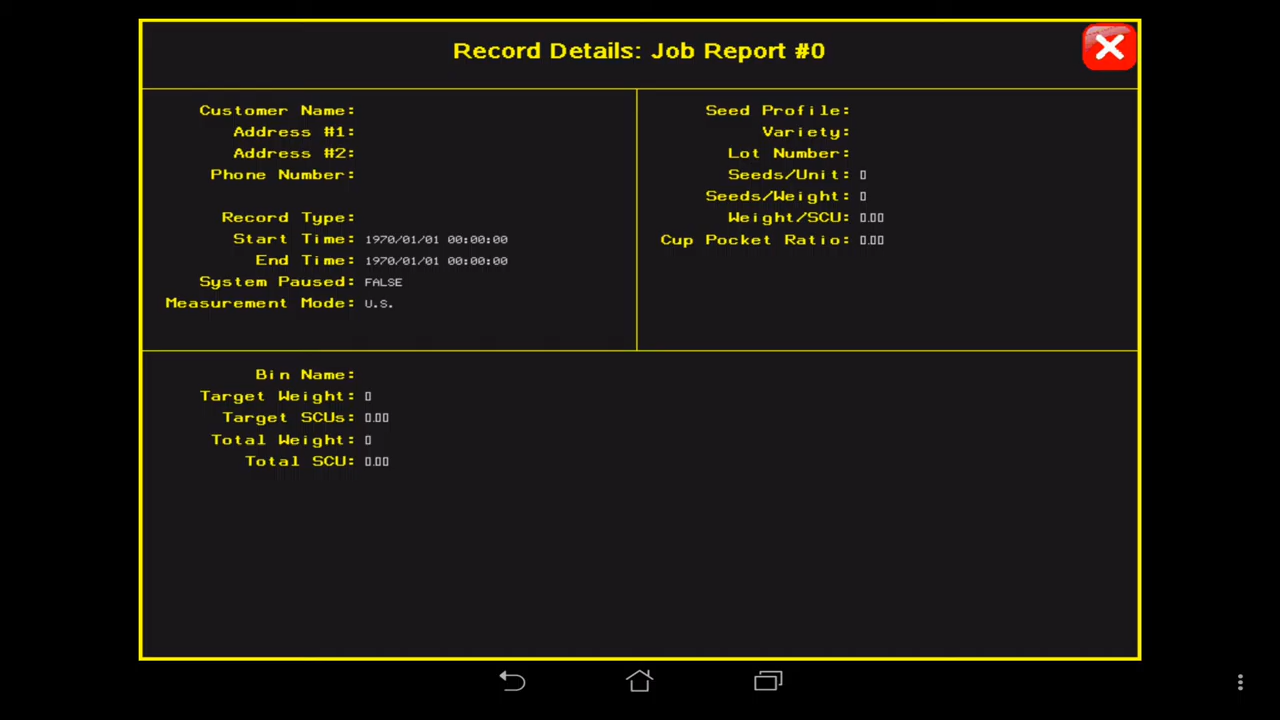 Record Details: Job Report #0
Customer Name:
Address #1:
Address #2:
Phone Number:
Record Type:
Start Time: 1970/01/01 00:00:00
End Time: 1970/01/01 00:00:00
System Paused: FALSE
Measurement Mode: U.S.
Seed Profile:
Variety:
Lot Number:
Seeds/Unit: 0
Seeds/Weight: 0
Weight/SCU: 0.00
Cup Pocket Ratio: 0.00
Bin Name:
Target Weight: 0
Target SCUs: 0.00
Total Weight: 0
Total SCU: 0.00